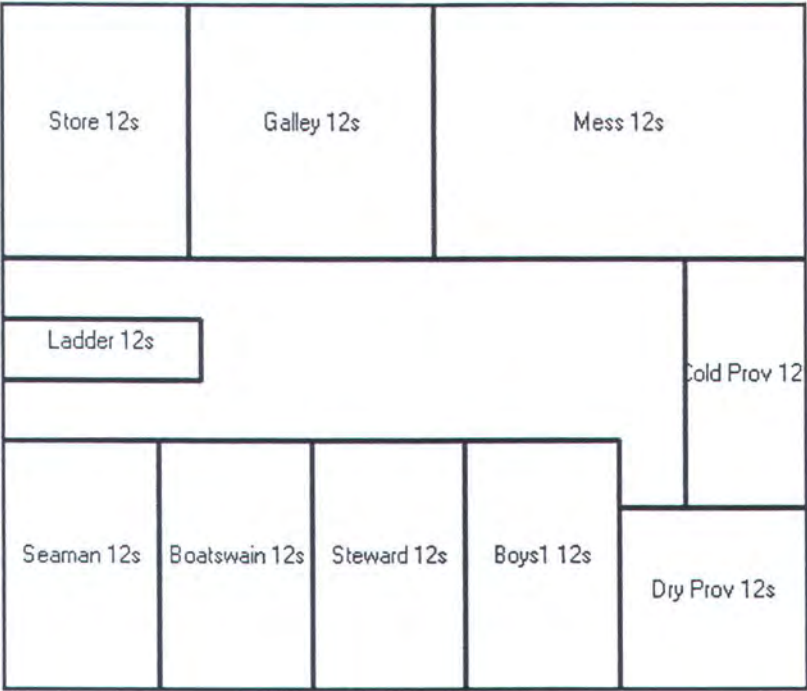 Store 12s
Galley 12s
Mess 12s
Ladder 12s
Cold Prov 12
Seaman 12s
Boatswain 12s
Steward 12s
Boys1 12s
Dry Prov 12s